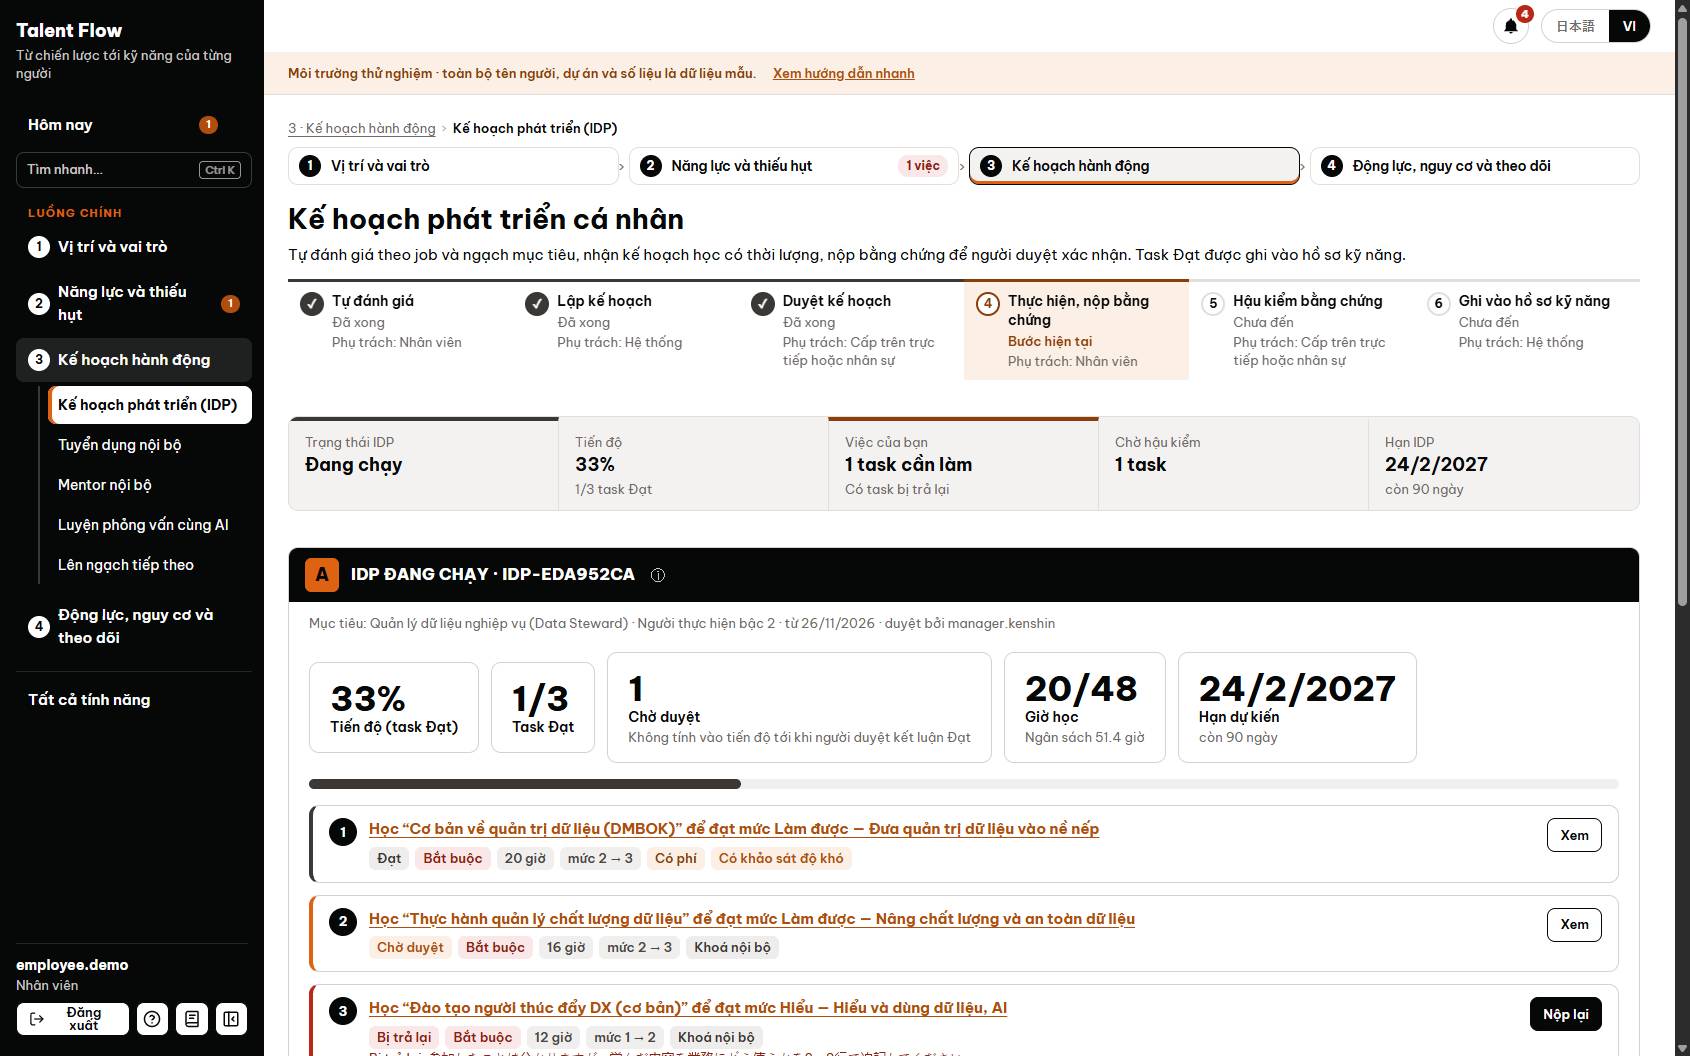 Talent Flow
Từ chiến lược tới kỹ năng của từng
người
Hôm nay
1
Tìm nhanh...
Ctrl K
LUỒNG CHÍNH
1 Vị trí và vai trò
2 Năng lực và thiếu
hụt
1
3 Kế hoạch hành động
Kế hoạch phát triển (IDP)
Tuyển dụng nội bộ
Mentor nội bộ
Luyện phỏng vấn cùng AI
Lên ngạch tiếp theo
4 Động lực, nguy cơ và
theo dõi
Tất cả tính năng
employee.demo
Nhân viên
Đăng
xuất
4
日本語 VI
Môi trường thử nghiệm · toàn bộ tên người, dự án và số liệu là dữ liệu mẫu. Xem hướng dẫn nhanh
3 · Kế hoạch hành động › Kế hoạch phát triển (IDP)
1 Vị trí và vai trò › 2 Năng lực và thiếu hụt 1 việc › 3 Kế hoạch hành động › 4 Động lực, nguy cơ và theo dõi
Kế hoạch phát triển cá nhân
Tự đánh giá theo job và ngạch mục tiêu, nhận kế hoạch học có thời lượng, nộp bằng chứng để người duyệt xác nhận. Task Đạt được ghi vào hồ sơ kỹ năng.
✓ Tự đánh giá
Đã xong
Phụ trách: Nhân viên
✓ Lập kế hoạch
Đã xong
Phụ trách: Hệ thống
✓ Duyệt kế hoạch
Đã xong
Phụ trách: Cấp trên trực
tiếp hoặc nhân sự
4 Thực hiện, nộp bằng
chứng
Bước hiện tại
Phụ trách: Nhân viên
5 Hậu kiểm bằng chứng
Chưa đến
Phụ trách: Cấp trên trực
tiếp hoặc nhân sự
6 Ghi vào hồ sơ kỹ năng
Chưa đến
Phụ trách: Hệ thống
Trạng thái IDP
Đang chạy
Tiến độ
33%
1/3 task Đạt
Việc của bạn
1 task cần làm
Có task bị trả lại
Chờ hậu kiểm
1 task
Hạn IDP
24/2/2027
còn 90 ngày
A IDP ĐANG CHẠY · IDP-EDA952CA
Mục tiêu: Quản lý dữ liệu nghiệp vụ (Data Steward) · Người thực hiện bậc 2 · từ 26/11/2026 · duyệt bởi manager.kenshin
33%
Tiến độ (task Đạt)
1/3
Task Đạt
1
Chờ duyệt
Không tính vào tiến độ tới khi người duyệt kết luận Đạt
20/48
Giờ học
Ngân sách 51.4 giờ
24/2/2027
Hạn dự kiến
còn 90 ngày
1 Học “Cơ bản về quản trị dữ liệu (DMBOK)” để đạt mức Làm được — Đưa quản trị dữ liệu vào nề nếp
Đạt Bắt buộc 20 giờ mức 2 → 3 Có phí Có khảo sát độ khó
Xem
2 Học “Thực hành quản lý chất lượng dữ liệu” để đạt mức Làm được — Nâng chất lượng và an toàn dữ liệu
Chờ duyệt Bắt buộc 16 giờ mức 2 → 3 Khoá nội bộ
Xem
3 Học “Đào tạo người thúc đẩy DX (cơ bản)” để đạt mức Hiểu — Hiểu và dùng dữ liệu, AI
Bị trả lại Bắt buộc 12 giờ mức 1 → 2 Khoá nội bộ
Nộp lại